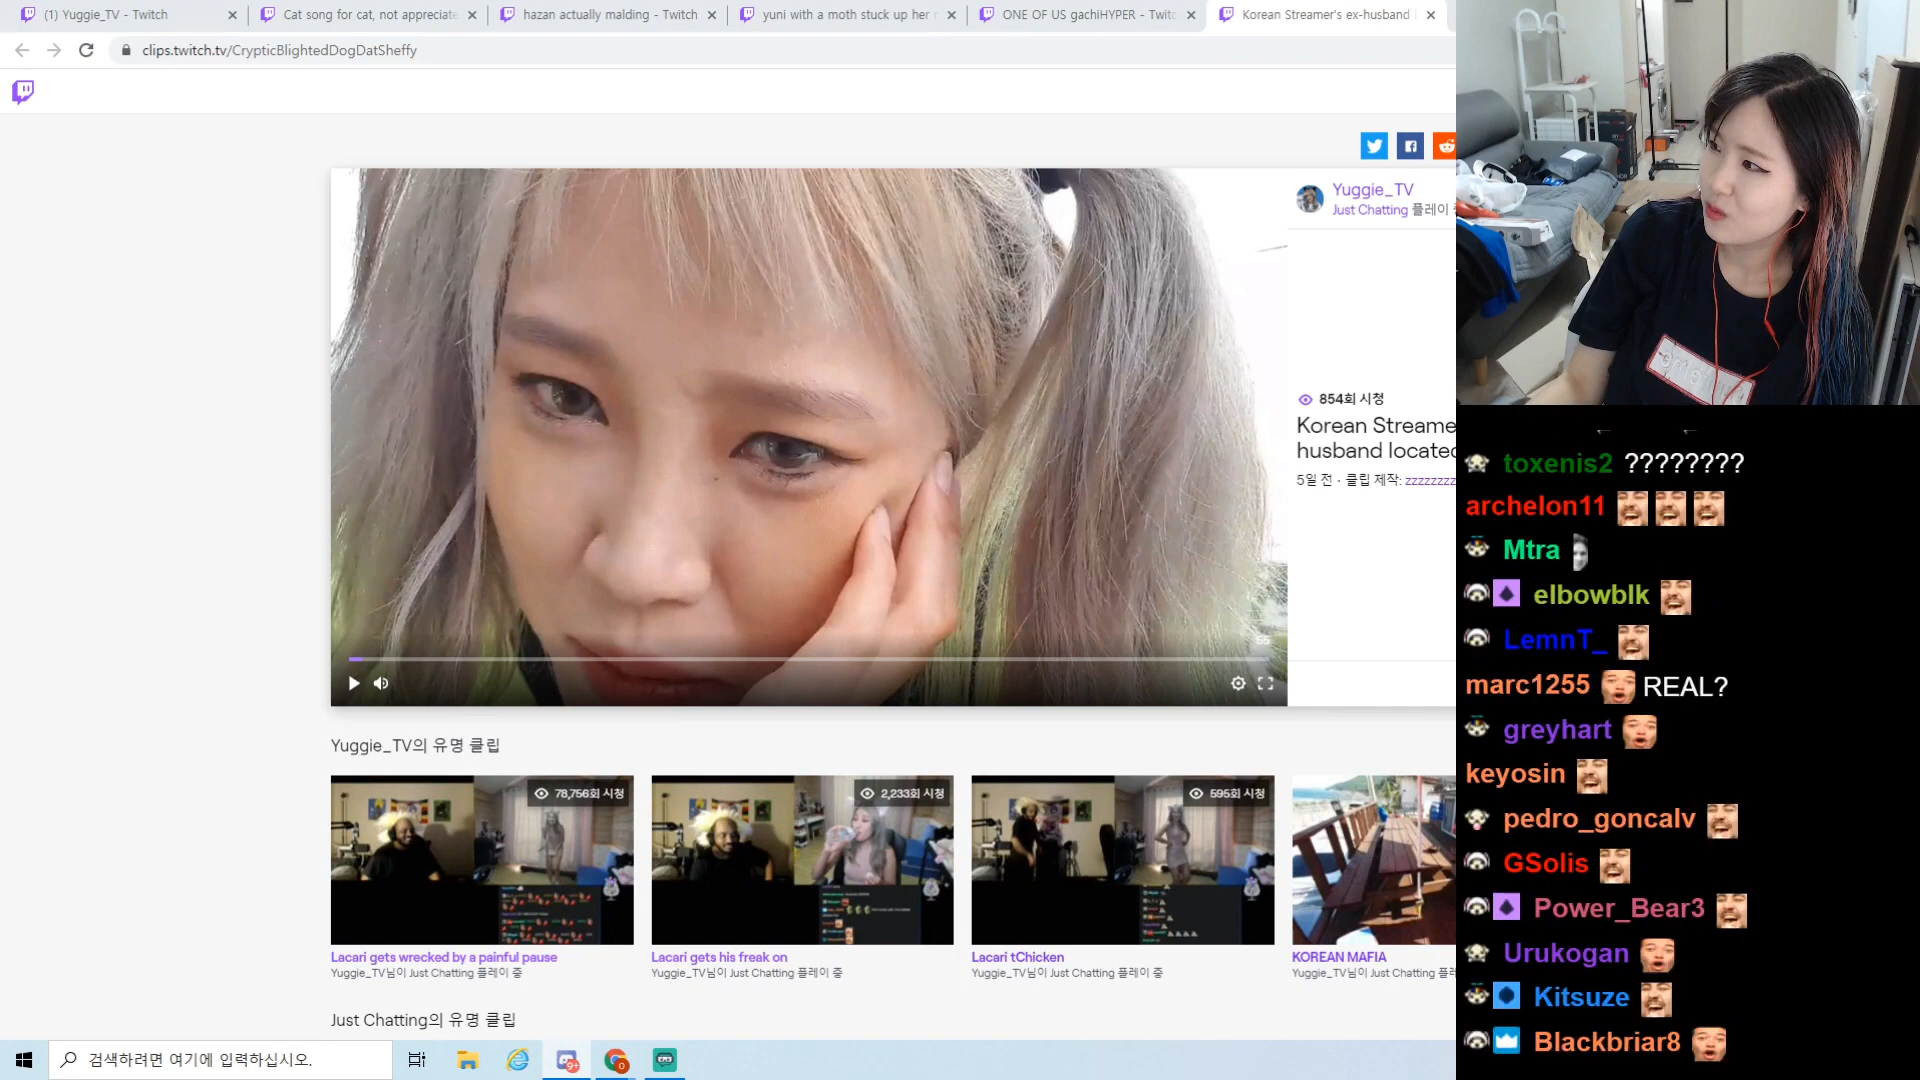 (1) Yuggie_TV - Twitch
Cat song for cat, not appreciate
hazan actually malding - Twitch
yuni with a moth stuck up her
ONE OF US gachiHYPER - Twitc
Korean Streamer's ex-husband
clips.twitch.tv/CrypticBlightedDogDatSheffy
Yuggie_TV
Just Chatting 플레이
854회 시청
Korean Streame
husband located
5일 전 · 클립 제작: zzzzzzzz
Yuggie_TV의 유명 클립
78,756회 시청
2,233회 시청
595회 시청
Lacari gets wrecked by a painful pause
Yuggie_TV님이 Just Chatting 플레이 중
Lacari gets his freak on
Yuggie_TV님이 Just Chatting 플레이 중
Lacari tChicken
Yuggie_TV님이 Just Chatting 플레이 중
KOREAN MAFIA
Yuggie_TV님이 Just Chatting 플레
Just Chatting의 유명 클립
검색하려면 여기에 입력하십시오.
9+
toxenis2 ????????
archelon11
Mtra
elbowblk
LemnT_
marc1255 REAL?
greyhart
keyosin
pedro_goncalv
GSolis
Power_Bear3
Urukogan
Kitsuze
Blackbriar8